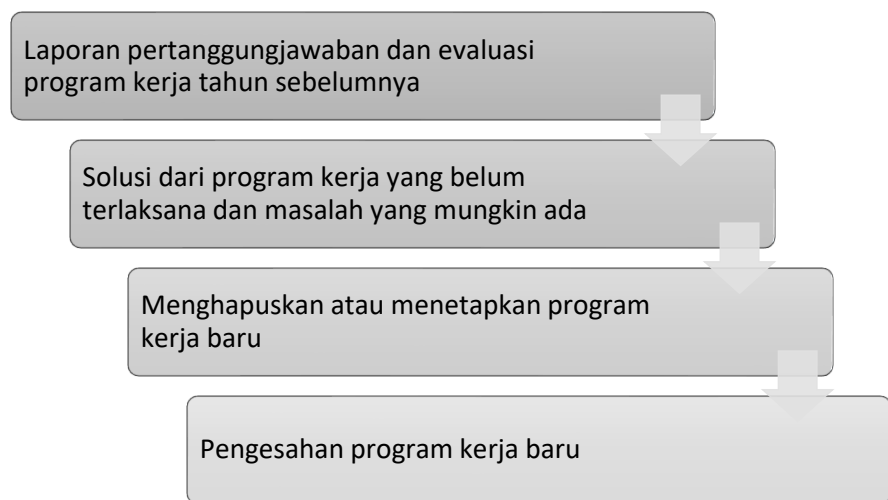 Laporan pertanggungjawaban dan evaluasi
program kerja tahun sebelumnya
Solusi dari program kerja yang belum
terlaksana dan masalah yang mungkin ada
Menghapuskan atau menetapkan program
kerja baru
Pengesahan program kerja baru